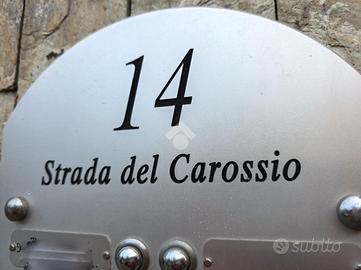 14
Strada del Carossio
subito